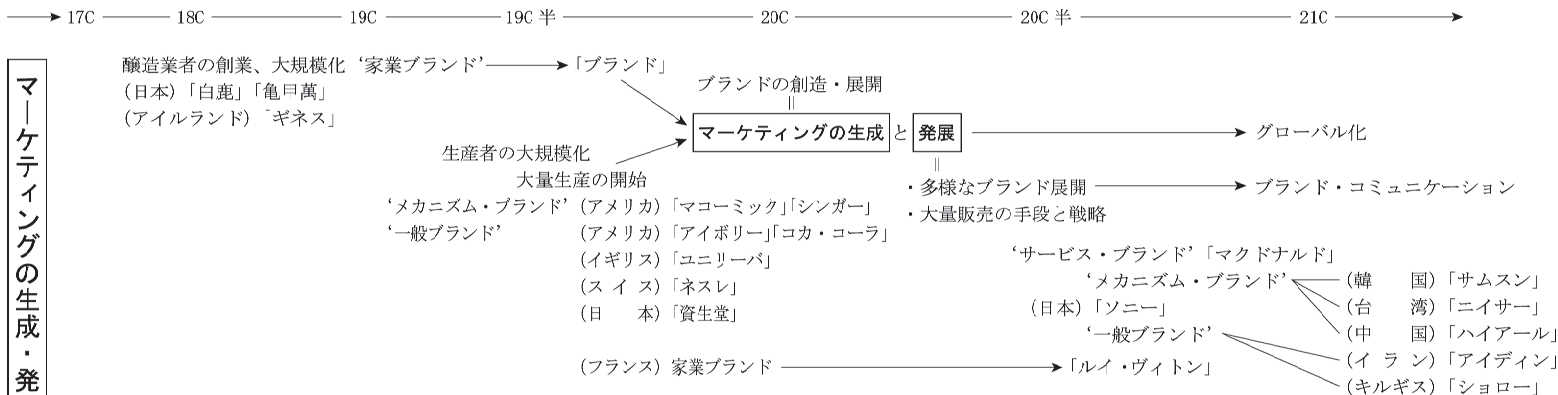 17C 18C 19C 19C 半 20C 20C 半 21C
マーケティングの生成・発
醸造業者の創業、大規模化 ‘家業ブランド’ 「ブランド」
(日本)「白鹿」「亀甲萬」
(アイルランド)「ギネス」
ブランドの創造・展開
マーケティングの生成 と 発展 グローバル化
生産者の大規模化
大量生産の開始
・多様なブランド展開 ブランド・コミュニケーション
・大量販売の手段と戦略
‘メカニズム・ブランド’ (アメリカ)「マコーミック」「シンガー」
‘一般ブランド’ (アメリカ)「アイボリー」「コカ・コーラ」
(イギリス)「ユニリーバ」
(スイス)「ネスレ」
(日 本)「資生堂」
‘サービス・ブランド’「マクドナルド」
‘メカニズム・ブランド’ (韓 国)「サムスン」
(日本)「ソニー」 (台 湾)「ニイサー」
‘一般ブランド’ (中 国)「ハイアール」
(フランス) 家業ブランド 「ルイ・ヴィトン」
(イラン)「アイディン」
(キルギス)「ショロー」